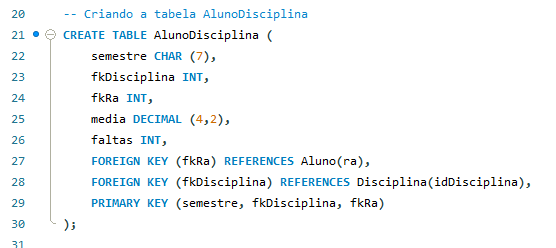 20 -- Criando a tabela AlunoDisciplina
21 CREATE TABLE AlunoDisciplina (
22 semestre CHAR (7),
23 fkDisciplina INT,
24 fkRa INT,
25 media DECIMAL (4,2),
26 faltas INT,
27 FOREIGN KEY (fkRa) REFERENCES Aluno(ra),
28 FOREIGN KEY (fkDisciplina) REFERENCES Disciplina(idDisciplina),
29 PRIMARY KEY (semestre, fkDisciplina, fkRa)
30 );
31